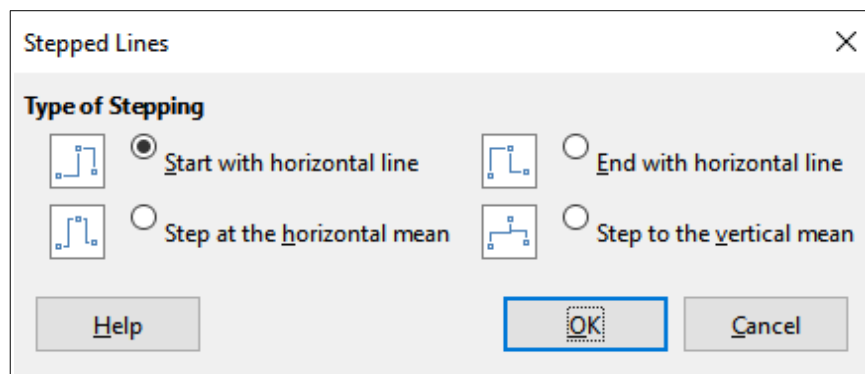 Stepped Lines
Type of Stepping
Start with horizontal line
End with horizontal line
Step at the horizontal mean
Step to the vertical mean
Help
OK
Cancel